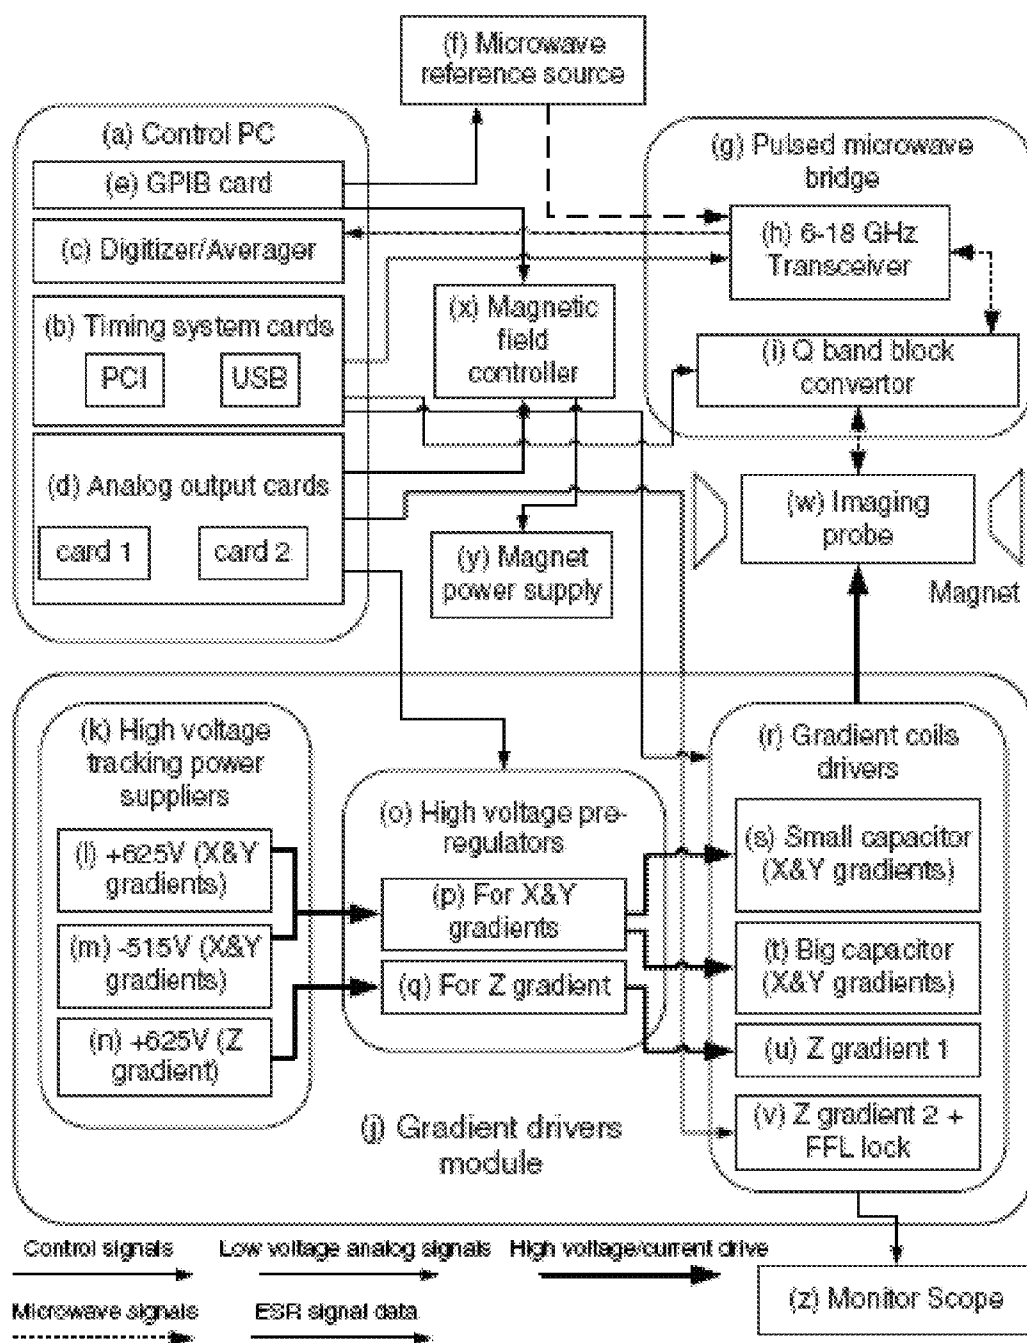 (f) Microwave
reference source
(a) Control PC
(e) GPIB card
(c) Digitizer/Averager
(b) Timing system cards
PCI
USB
(d) Analog output cards
card 1
card 2
(g) Pulsed microwave
bridge
(h) 6-18 GHz
Transceiver
(i) Q band block
convertor
(x) Magnetic
field
controller
(y) Magnet
power supply
(w) Imaging
probe
Magnet
(k) High voltage
tracking power
suppliers
(l) +625V (X&Y
gradients)
(m) -515V (X&Y
gradients)
(n) +625V (Z
gradient)
(o) High voltage pre-
regulators
(p) For X&Y
gradients
(q) For Z gradient
(r) Gradient coils
drivers
(s) Small capacitor
(X&Y gradients)
(t) Big capacitor
(X&Y gradients)
(u) Z gradient 1
(v) Z gradient 2 +
FFL lock
(j) Gradient drivers
module
Control signals
Low voltage analog signals
High voltage/current drive
Microwave signals
ESR signal data
(z) Monitor Scope